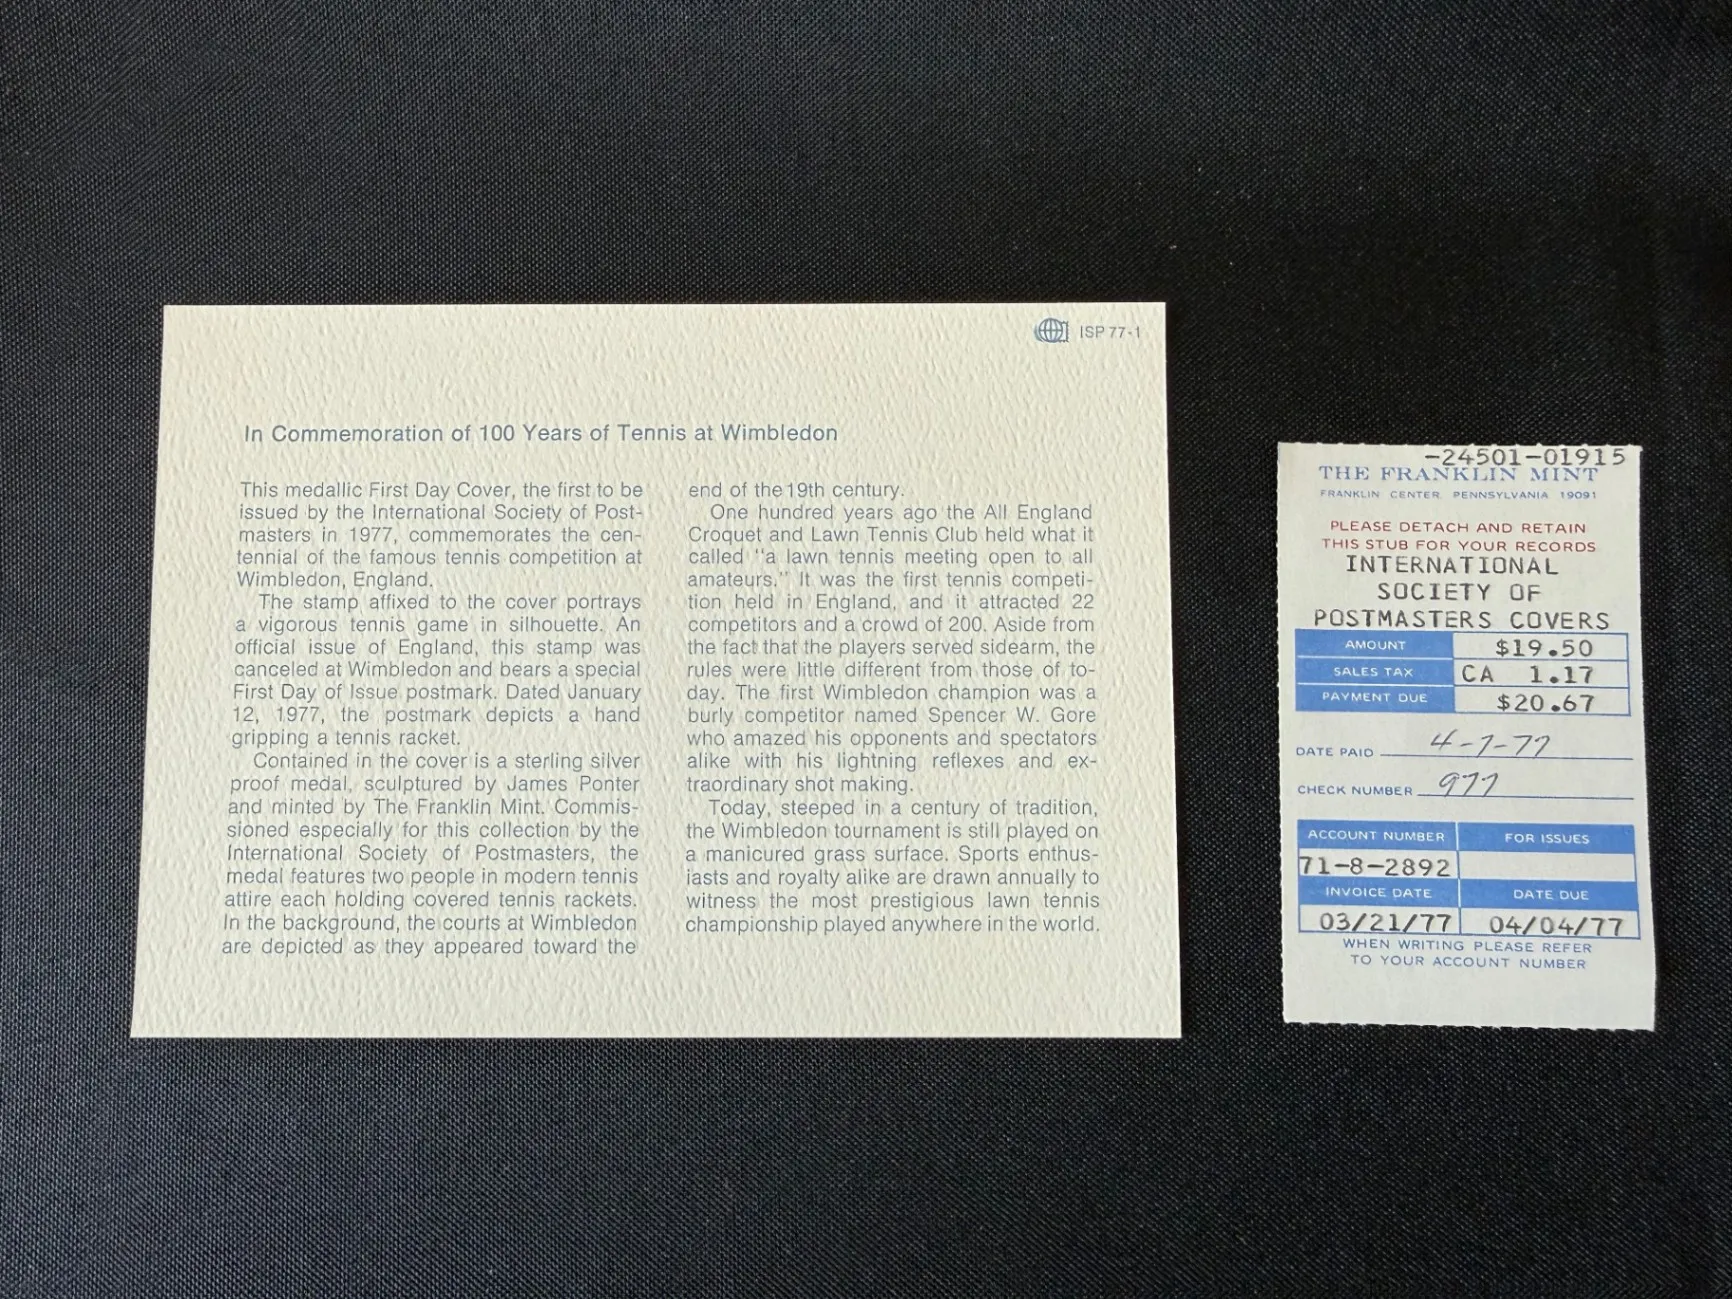 ISP 77-1
In Commemoration of 100 Years of Tennis at Wimbledon
This medallic First Day Cover, the first to be
issued by the International Society of Post-
masters in 1977, commemorates the cen-
tennial of the famous tennis competition at
Wimbledon, England.
The stamp affixed to the cover portrays
a vigorous tennis game in silhouette. An
official issue of England, this stamp was
canceled at Wimbledon and bears a special
First Day of Issue postmark. Dated January
12, 1977, the postmark depicts a hand
gripping a tennis racket.
Contained in the cover is a sterling silver
proof medal, sculptured by James Ponter
and minted by The Franklin Mint. Commis-
sioned especially for this collection by the
International Society of Postmasters, the
medal features two people in modern tennis
attire each holding covered tennis rackets.
In the background, the courts at Wimbledon
are depicted as they appeared toward the
end of the 19th century.
One hundred years ago the All England
Croquet and Lawn Tennis Club held what it
called "a lawn tennis meeting open to all
amateurs." It was the first tennis competi-
tion held in England, and it attracted 22
competitors and a crowd of 200. Aside from
the fact that the players served sidearm, the
rules were little different from those of to-
day. The first Wimbledon champion was a
burly competitor named Spencer W. Gore
who amazed his opponents and spectators
alike with his lightning reflexes and ex-
traordinary shot making.
Today, steeped in a century of tradition,
the Wimbledon tournament is still played on
a manicured grass surface. Sports enthus-
iasts and royalty alike are drawn annually to
witness the most prestigious lawn tennis
championship played anywhere in the world.
-24501-01915
THE FRANKLIN MINT
FRANKLIN CENTER, PENNSYLVANIA 19091
PLEASE DETACH AND RETAIN
THIS STUB FOR YOUR RECORDS
INTERNATIONAL
SOCIETY OF
POSTMASTERS COVERS
AMOUNT $19.50
SALES TAX CA 1.17
PAYMENT DUE $20.67
DATE PAID 4-7-77
CHECK NUMBER 977
ACCOUNT NUMBER FOR ISSUES
71-8-2892
INVOICE DATE DATE DUE
03/21/77 04/04/77
WHEN WRITING PLEASE REFER
TO YOUR ACCOUNT NUMBER